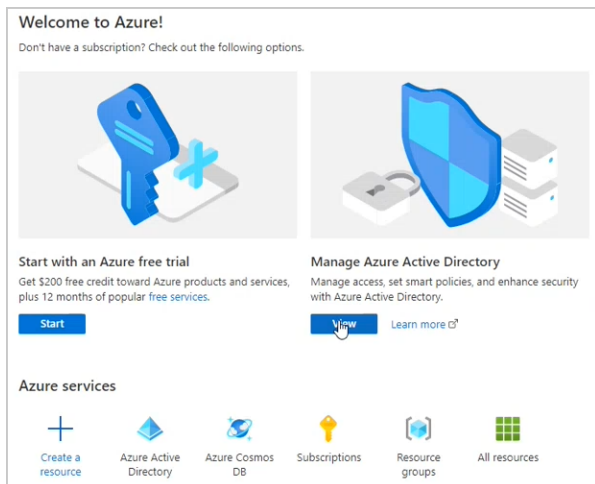 Welcome to Azure!
Don't have a subscription? Check out the following options.
Start with an Azure free trial
Get $200 free credit toward Azure products and services,
plus 12 months of popular free services.
Start
Manage Azure Active Directory
Manage access, set smart policies, and enhance security
with Azure Active Directory.
View
Learn more
Azure services
Create a
resource
Azure Active
Directory
Azure Cosmos
DB
Subscriptions
Resource
groups
All resources